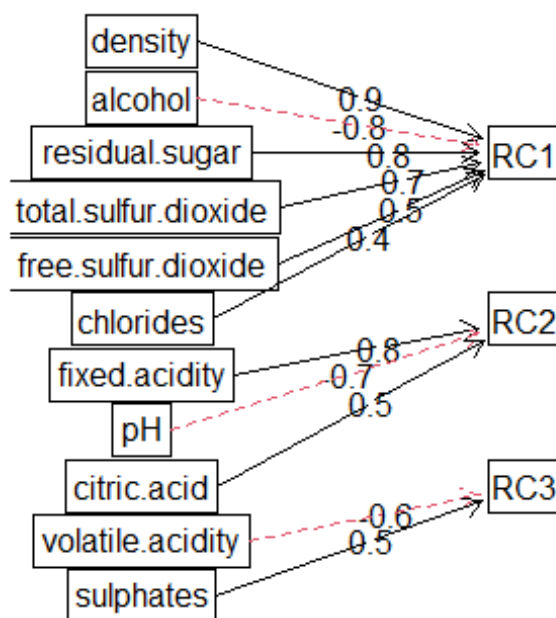 density
alcohol
residual.sugar
total.sulfur.dioxide
free.sulfur.dioxide
chlorides
fixed.acidity
pH
citric.acid
volatile.acidity
sulphates
0.9
-0.8
0.8
0.7
0.5
0.4
0.8
-0.7
0.5
-0.6
0.5
RC1
RC2
RC3